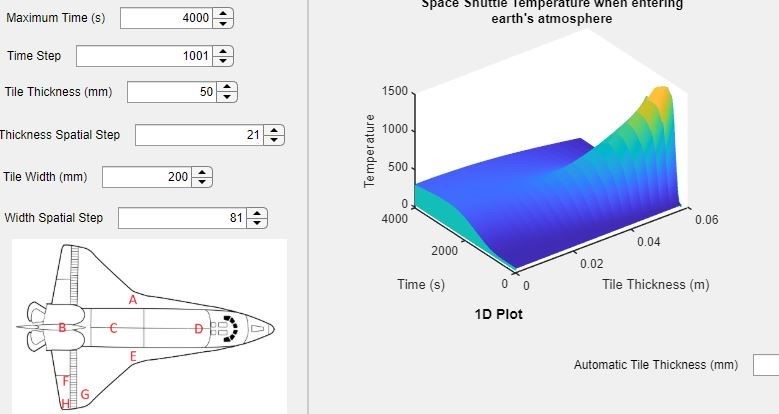 Maximum Time (s) 4000
Time Step 1001
Tile Thickness (mm) 50
Thickness Spatial Step 21
Tile Width (mm) 200
Width Spatial Step 81
A
B C D
E
F
G
H
Space Shuttle Temperature when entering
earth's atmosphere
1500
1000
500
0
Temperature
4000
2000
0
Time (s)
0
0.02
0.04
0.06
Tile Thickness (m)
1D Plot
Automatic Tile Thickness (mm)